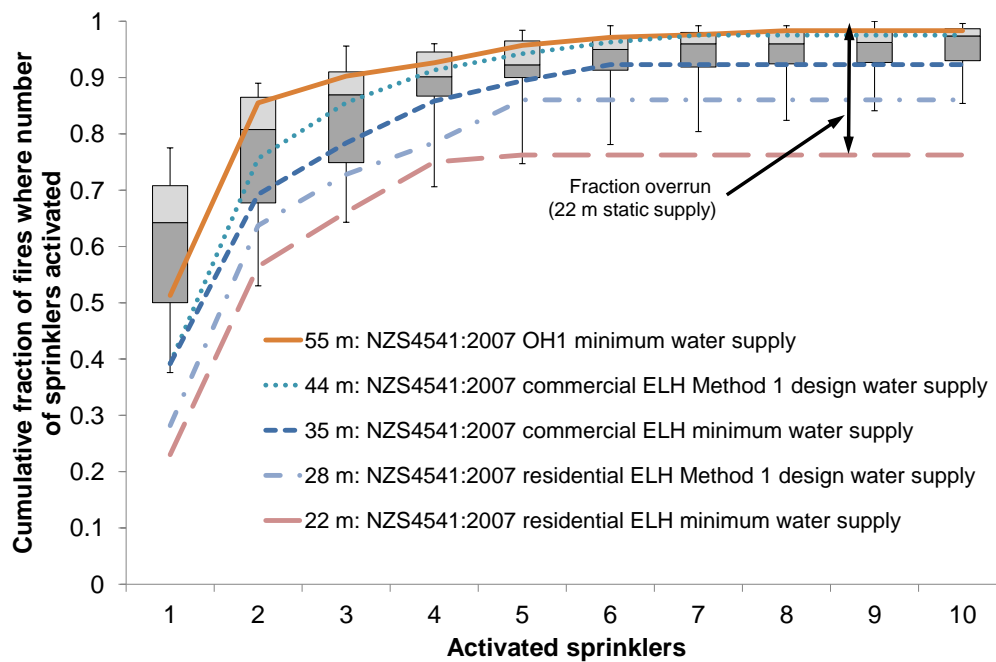 Cumulative fraction of fires where number
of sprinklers activated
1
0.9
0.8
0.7
0.6
0.5
0.4
0.3
0.2
0.1
0
Fraction overrun
(22 m static supply)
55 m: NZS4541:2007 OH1 minimum water supply
44 m: NZS4541:2007 commercial ELH Method 1 design water supply
35 m: NZS4541:2007 commercial ELH minimum water supply
28 m: NZS4541:2007 residential ELH Method 1 design water supply
22 m: NZS4541:2007 residential ELH minimum water supply
1 2 3 4 5 6 7 8 9 10
Activated sprinklers